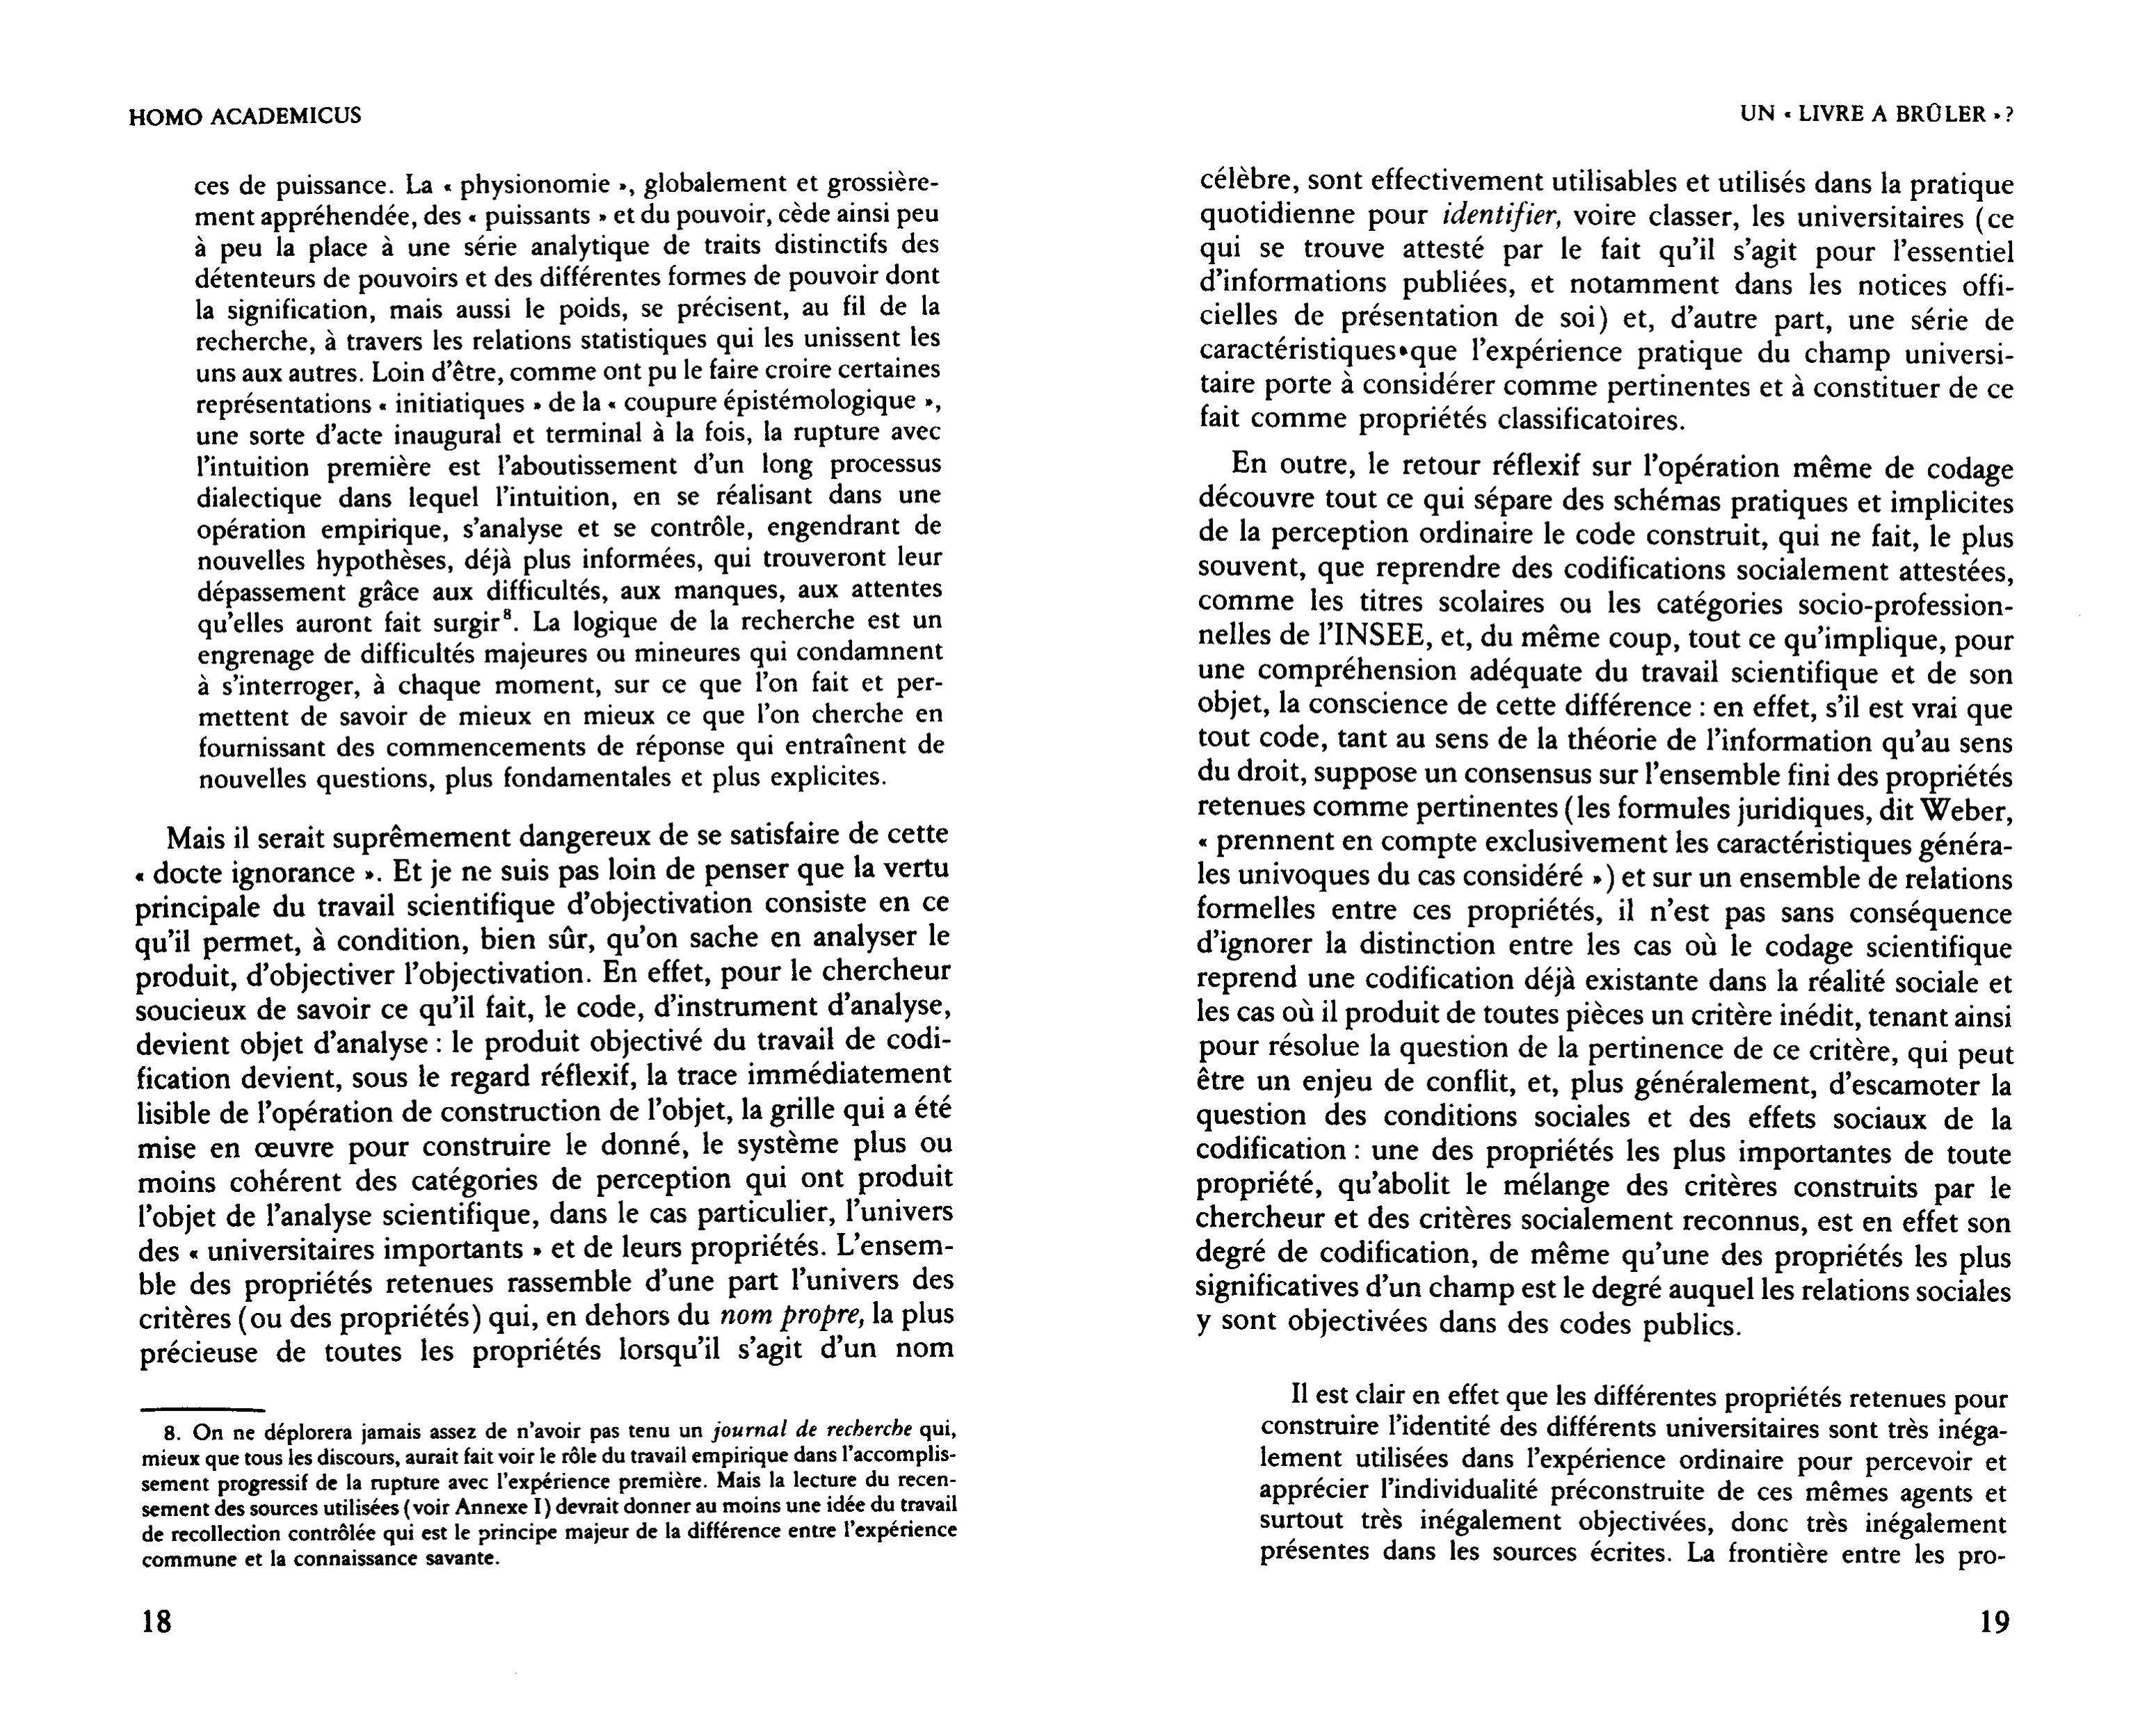 HOMO ACADEMICUS
ces de puissance. La « physionomie », globalement et grossière-
ment appréhendée, des « puissants » et du pouvoir, cède ainsi peu
à peu la place à une série analytique de traits distinctifs des
détenteurs de pouvoirs et des différentes formes de pouvoir dont
la signification, mais aussi le poids, se précisent, au fil de la
recherche, à travers les relations statistiques qui les unissent les
uns aux autres. Loin d'être, comme ont pu le faire croire certaines
représentations « initiatiques » de la « coupure épistémologique »,
une sorte d'acte inaugural et terminal à la fois, la rupture avec
l'intuition première est l'aboutissement d'un long processus
dialectique dans lequel l'intuition, en se réalisant dans une
opération empirique, s'analyse et se contrôle, engendrant de
nouvelles hypothèses, déjà plus informées, qui trouveront leur
dépassement grâce aux difficultés, aux manques, aux attentes
qu'elles auront fait surgir⁸. La logique de la recherche est un
engrenage de difficultés majeures ou mineures qui condamnent
à s'interroger, à chaque moment, sur ce que l'on fait et per-
mettent de savoir de mieux en mieux ce que l'on cherche en
fournissant des commencements de réponse qui entraînent de
nouvelles questions, plus fondamentales et plus explicites.
Mais il serait suprêmement dangereux de se satisfaire de cette
« docte ignorance ». Et je ne suis pas loin de penser que la vertu
principale du travail scientifique d'objectivation consiste en ce
qu'il permet, à condition, bien sûr, qu'on sache en analyser le
produit, d'objectiver l'objectivation. En effet, pour le chercheur
soucieux de savoir ce qu'il fait, le code, d'instrument d'analyse,
devient objet d'analyse : le produit objectivé du travail de codi-
fication devient, sous le regard réflexif, la trace immédiatement
lisible de l'opération de construction de l'objet, la grille qui a été
mise en œuvre pour construire le donné, le système plus ou
moins cohérent des catégories de perception qui ont produit
l'objet de l'analyse scientifique, dans le cas particulier, l'univers
des « universitaires importants » et de leurs propriétés. L'ensem-
ble des propriétés retenues rassemble d'une part l'univers des
critères (ou des propriétés) qui, en dehors du nom propre, la plus
précieuse de toutes les propriétés lorsqu'il s'agit d'un nom
8. On ne déplorera jamais assez de n'avoir pas tenu un journal de recherche qui,
mieux que tous les discours, aurait fait voir le rôle du travail empirique dans l'accomplis-
sement progressif de la rupture avec l'expérience première. Mais la lecture du recen-
sement des sources utilisées (voir Annexe I) devrait donner au moins une idée du travail
de recollection contrôlée qui est le principe majeur de la différence entre l'expérience
commune et la connaissance savante.
18
UN « LIVRE A BRÛLER » ?
célèbre, sont effectivement utilisables et utilisés dans la pratique
quotidienne pour identifier, voire classer, les universitaires (ce
qui se trouve attesté par le fait qu'il s'agit pour l'essentiel
d'informations publiées, et notamment dans les notices offi-
cielles de présentation de soi) et, d'autre part, une série de
caractéristiques que l'expérience pratique du champ universi-
taire porte à considérer comme pertinentes et à constituer de ce
fait comme propriétés classificatoires.
En outre, le retour réflexif sur l'opération même de codage
découvre tout ce qui sépare des schémas pratiques et implicites
de la perception ordinaire le code construit, qui ne fait, le plus
souvent, que reprendre des codifications socialement attestées,
comme les titres scolaires ou les catégories socio-profession-
nelles de l'INSEE, et, du même coup, tout ce qu'implique, pour
une compréhension adéquate du travail scientifique et de son
objet, la conscience de cette différence : en effet, s'il est vrai que
tout code, tant au sens de la théorie de l'information qu'au sens
du droit, suppose un consensus sur l'ensemble fini des propriétés
retenues comme pertinentes (les formules juridiques, dit Weber,
« prennent en compte exclusivement les caractéristiques généra-
les univoques du cas considéré ») et sur un ensemble de relations
formelles entre ces propriétés, il n'est pas sans conséquence
d'ignorer la distinction entre les cas où le codage scientifique
reprend une codification déjà existante dans la réalité sociale et
les cas où il produit de toutes pièces un critère inédit, tenant ainsi
pour résolue la question de la pertinence de ce critère, qui peut
être un enjeu de conflit, et, plus généralement, d'escamoter la
question des conditions sociales et des effets sociaux de la
codification : une des propriétés les plus importantes de toute
propriété, qu'abolit le mélange des critères construits par le
chercheur et des critères socialement reconnus, est en effet son
degré de codification, de même qu'une des propriétés les plus
significatives d'un champ est le degré auquel les relations sociales
y sont objectivées dans des codes publics.
Il est clair en effet que les différentes propriétés retenues pour
construire l'identité des différents universitaires sont très inéga-
lement utilisées dans l'expérience ordinaire pour percevoir et
apprécier l'individualité préconstruite de ces mêmes agents et
surtout très inégalement objectivées, donc très inégalement
présentes dans les sources écrites. La frontière entre les pro-
19